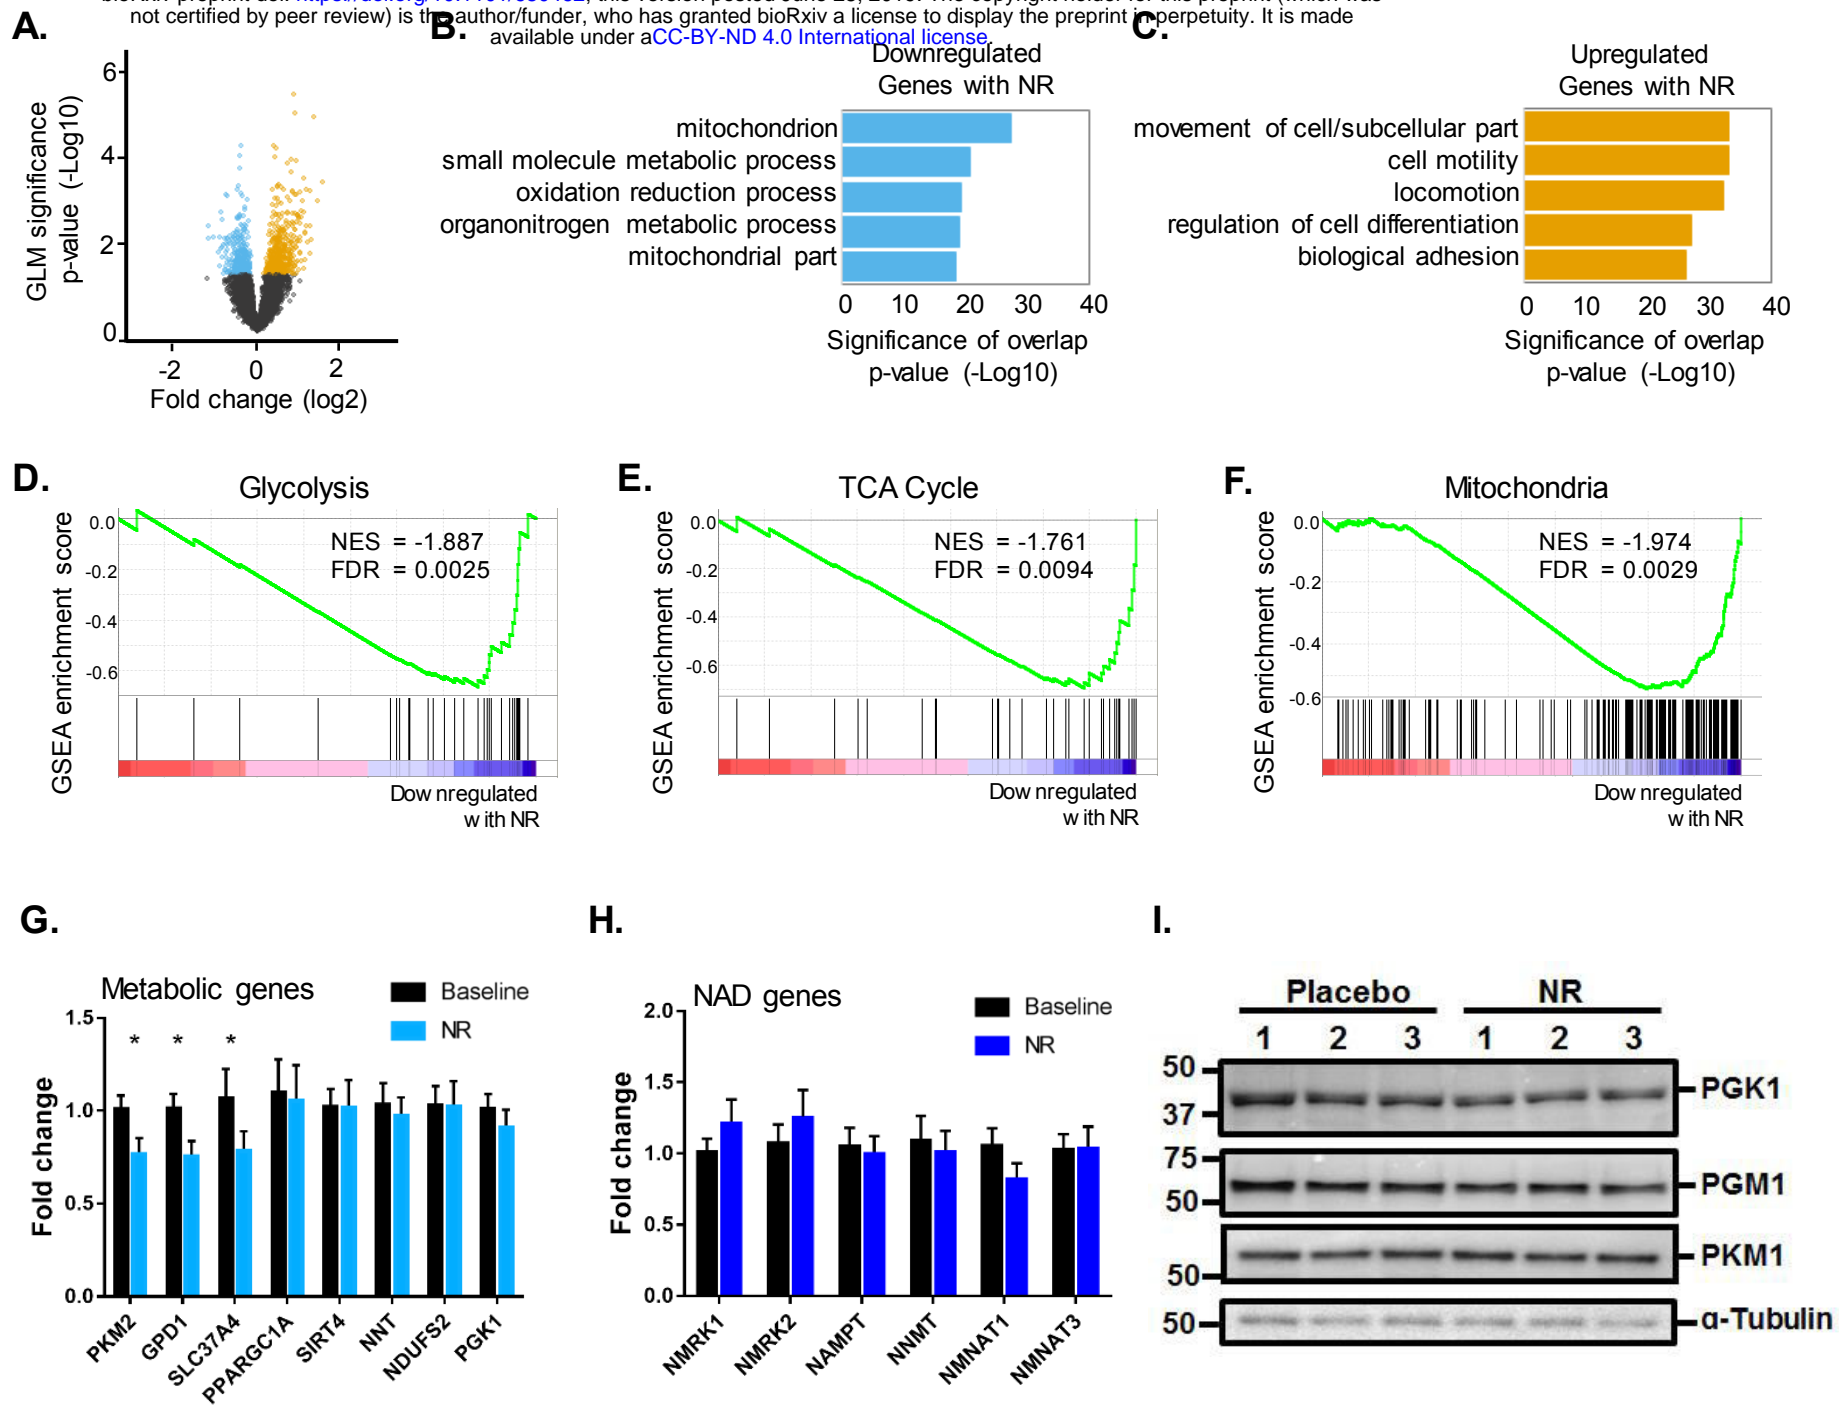 not certified by peer review) is the author/funder, who has granted bioRxiv a license to display the preprint in perpetuity. It is made
available under aCC-BY-ND 4.0 International license.
A.
6
4
2
0
-2 0 2
GLM significance
p-value (-Log10)
Fold change (log2)
B.
Downregulated
Genes with NR
mitochondrion
small molecule metabolic process
oxidation reduction process
organonitrogen metabolic process
mitochondrial part
0 10 20 30 40
Significance of overlap
p-value (-Log10)
C.
Upregulated
Genes with NR
movement of cell/subcellular part
cell motility
locomotion
regulation of cell differentiation
biological adhesion
0 10 20 30 40
Significance of overlap
p-value (-Log10)
D.
Glycolysis
GSEA enrichment score
0.0
-0.2
-0.4
-0.6
NES = -1.887
FDR = 0.0025
Dow nregulated
w ith NR
E.
TCA Cycle
GSEA enrichment score
0.0
-0.2
-0.4
-0.6
NES = -1.761
FDR = 0.0094
Dow nregulated
w ith NR
F.
Mitochondria
GSEA enrichment score
0.0
-0.2
-0.4
-0.6
NES = -1.974
FDR = 0.0029
Dow nregulated
w ith NR
G.
Metabolic genes
Baseline
NR
Fold change
1.5
1.0
0.5
0.0
* * *
PKM2
GPD1
SLC37A4
PPARGC1A
SIRT4
NNT
NDUFS2
PGK1
H.
NAD genes
Baseline
NR
Fold change
2.0
1.5
1.0
0.5
0.0
NMRK1
NMRK2
NAMPT
NNMT
NMNAT1
NMNAT3
I.
Placebo NR
1 2 3 1 2 3
50
37
PGK1
75
50
PGM1
50
PKM1
50
α-Tubulin